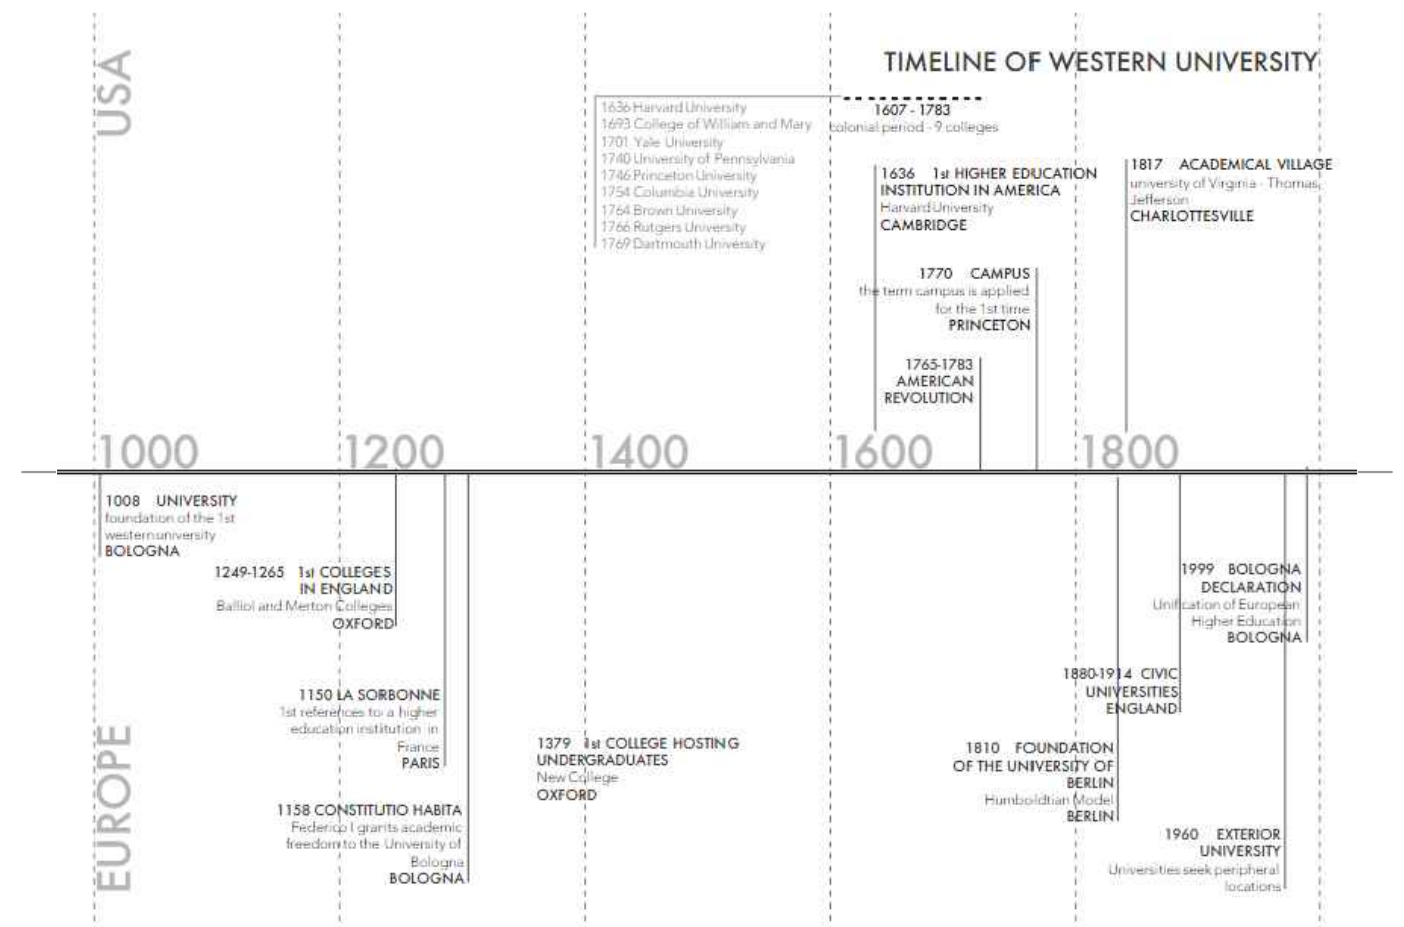 TIMELINE OF WESTERN UNIVERSITY
USA
1636 Harvard University
1693 College of William and Mary
1701 Yale University
1740 University of Pennsylvania
1746 Princeton University
1754 Columbia University
1764 Brown University
1766 Rutgers University
1769 Dartmouth University
1607 - 1783
colonial period - 9 colleges
1636 1st HIGHER EDUCATION
INSTITUTION IN AMERICA
Harvard University
CAMBRIDGE
1817 ACADEMICAL VILLAGE
university of Virginia - Thomas
Jefferson
CHARLOTTESVILLE
1770 CAMPUS
the term campus is applied
for the 1st time
PRINCETON
1765-1783
AMERICAN
REVOLUTION
1000 1200 1400 1600 1800
1008 UNIVERSITY
foundation of the 1st
western university
BOLOGNA
1249-1265 1st COLLEGES
IN ENGLAND
Balliol and Merton Colleges
OXFORD
1150 LA SORBONNE
1st references to a higher
education institution in
France
PARIS
1158 CONSTITUTIO HABITA
Federico I grants academic
freedom to the University of
Bologna
BOLOGNA
1379 1st COLLEGE HOSTING
UNDERGRADUATES
New College
OXFORD
1999 BOLOGNA
DECLARATION
Unification of European
Higher Education
BOLOGNA
1880-1914 CIVIC
UNIVERSITIES
ENGLAND
1810 FOUNDATION
OF THE UNIVERSITY OF
BERLIN
Humboldtian Model
BERLIN
1960 EXTERIOR
UNIVERSITY
Universities seek peripheral
locations
EUROPE